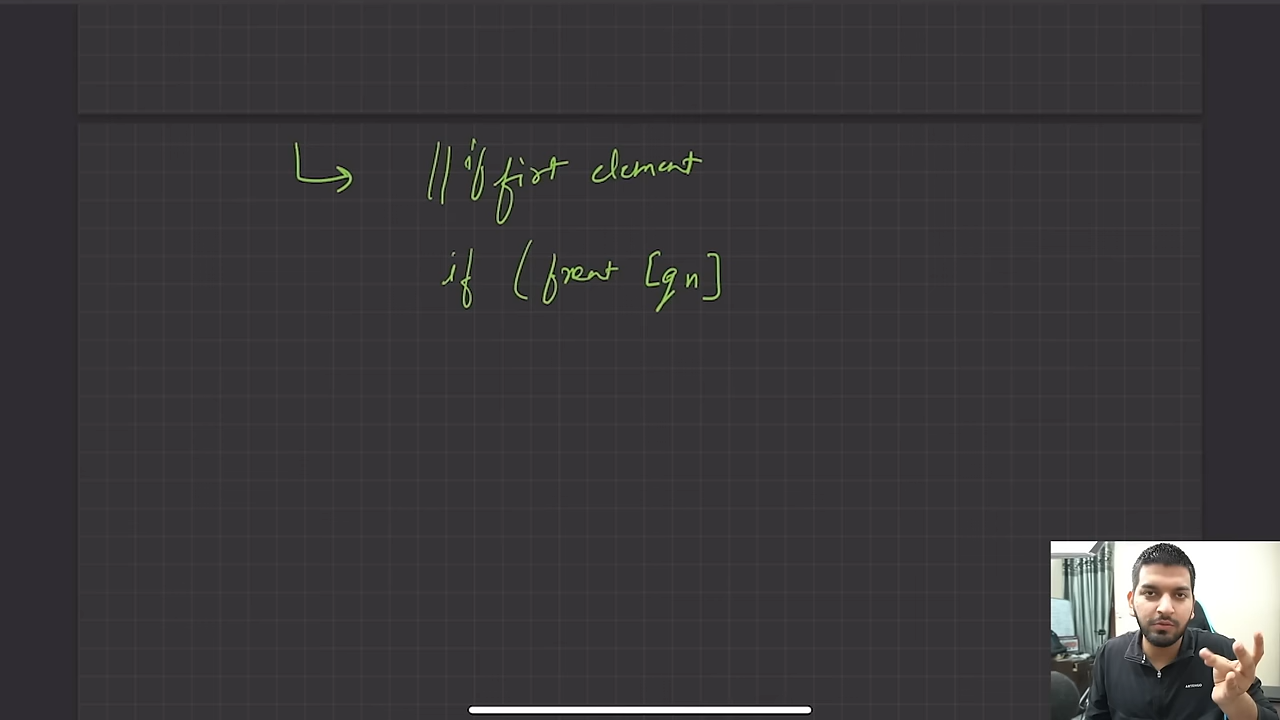 // if first element
if (front [qn]